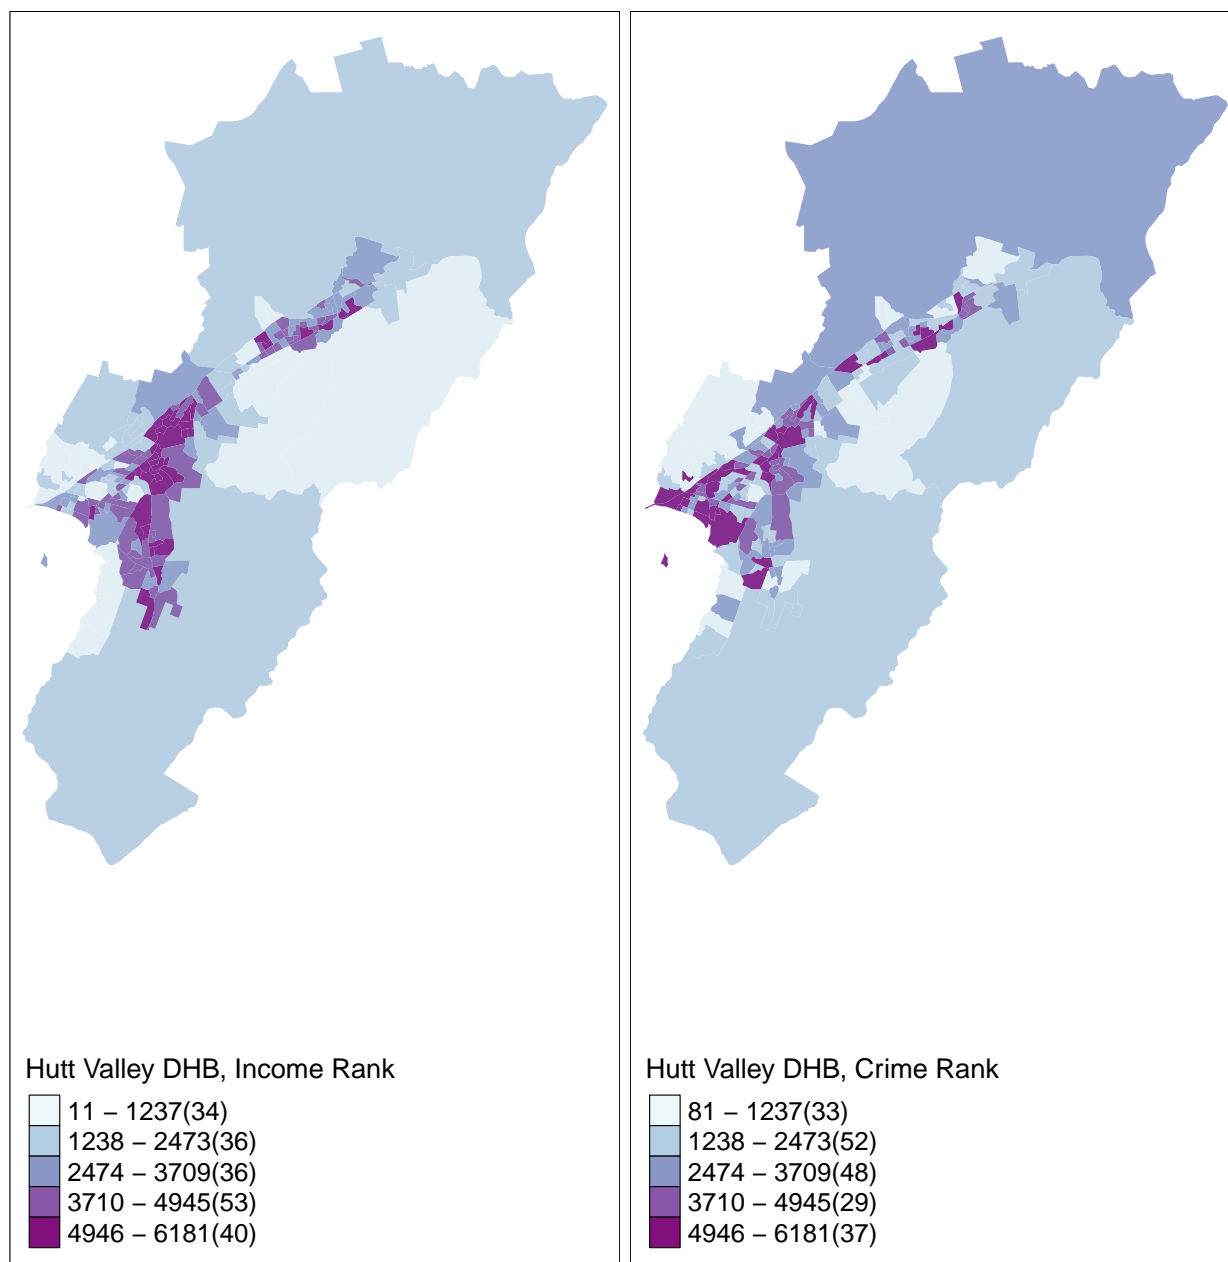 Hutt Valley DHB, Income Rank
11 – 1237(34)
1238 – 2473(36)
2474 – 3709(36)
3710 – 4945(53)
4946 – 6181(40)
Hutt Valley DHB, Crime Rank
81 – 1237(33)
1238 – 2473(52)
2474 – 3709(48)
3710 – 4945(29)
4946 – 6181(37)